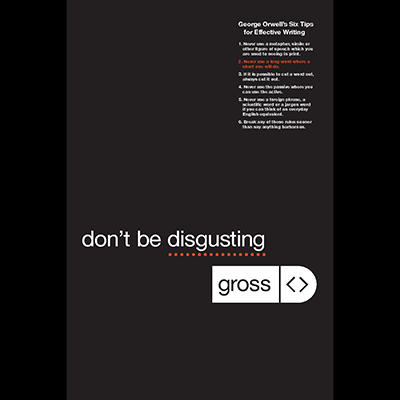 George Orwell's Six Tips
for Effective Writing
1. Never use a metaphor, simile or
other figure of speech which you
are used to seeing in print.
2. Never use a long word where a
short one will do.
3. If it is possible to cut a word out,
always cut it out.
4. Never use the passive where you
can use the active.
5. Never use a foreign phrase, a
scientific word or a jargon word
if you can think of an everyday
English equivalent.
6. Break any of these rules sooner
than say anything barbarous.
don't be disgusting
gross <>